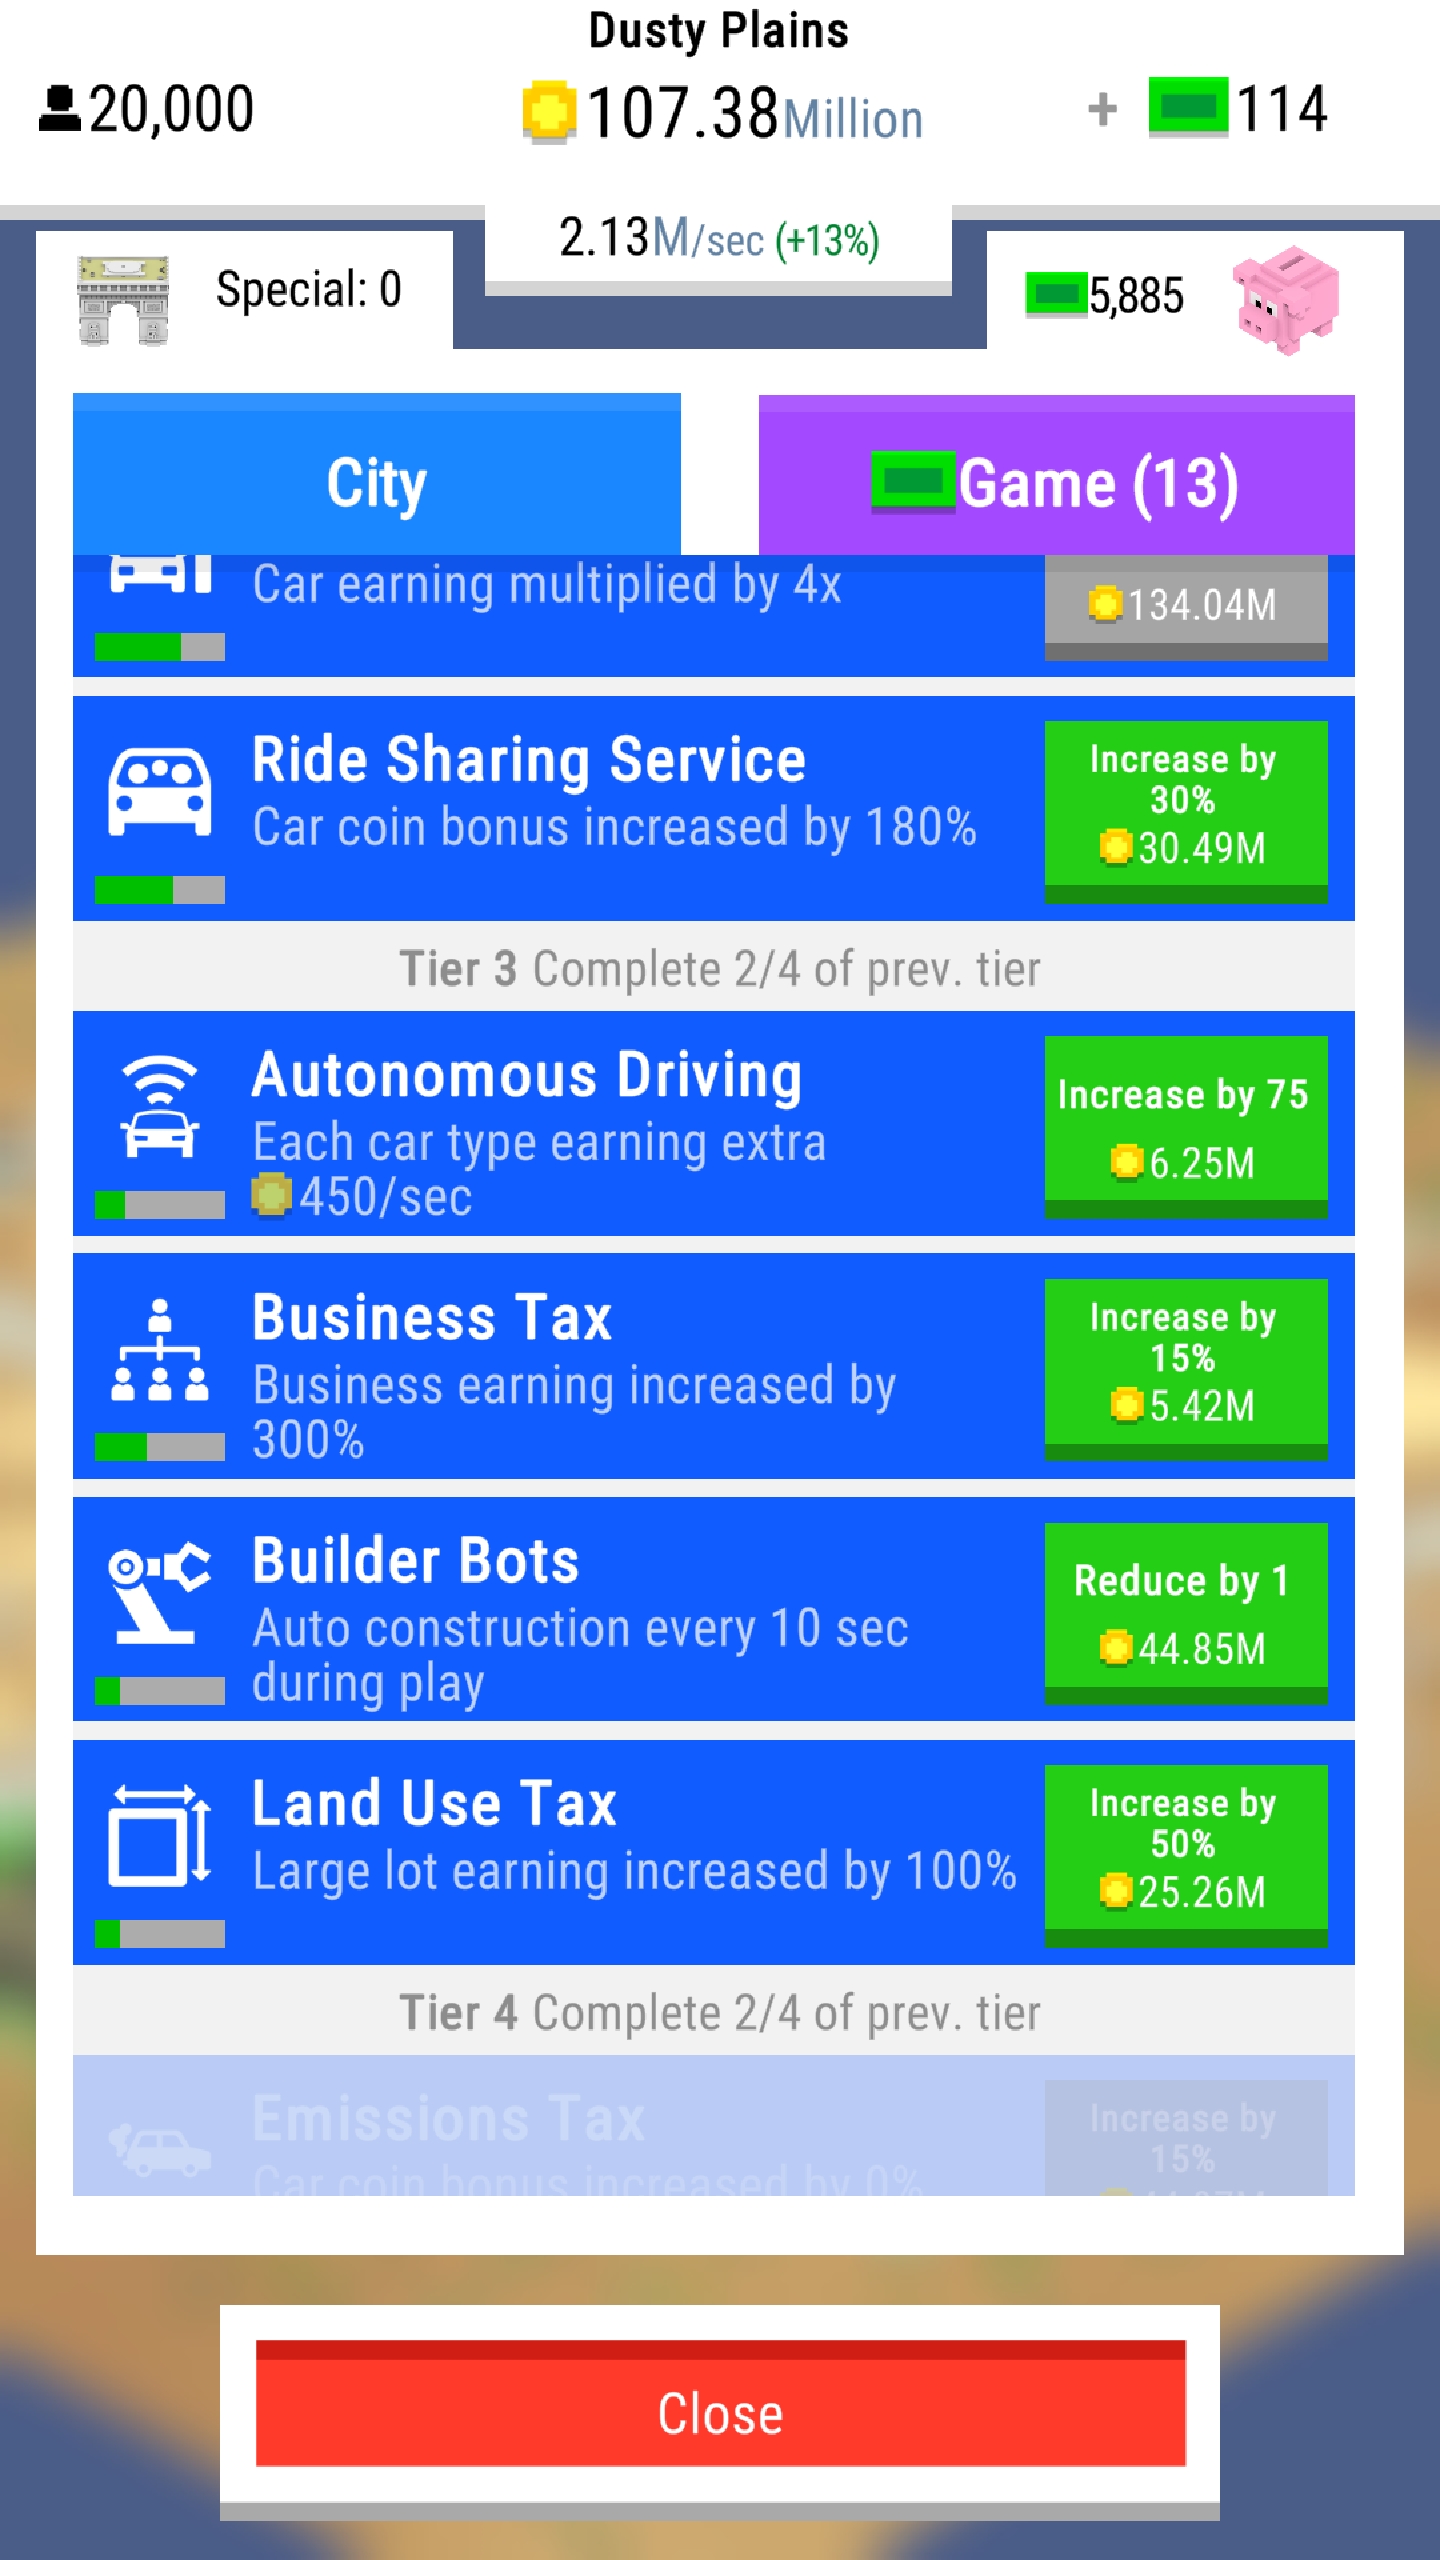 Dusty Plains
20,000
107.38Million
+ 114
2.13M/sec (+13%)
Special: 0
5,885
City
Game (13)
Car earning multiplied by 4x
134.04M
Ride Sharing Service
Car coin bonus increased by 180%
Increase by
30%
30.49M
Tier 3 Complete 2/4 of prev. tier
Autonomous Driving
Each car type earning extra
450/sec
Increase by 75
6.25M
Business Tax
Business earning increased by
300%
Increase by
15%
5.42M
Builder Bots
Auto construction every 10 sec
during play
Reduce by 1
44.85M
Land Use Tax
Large lot earning increased by 100%
Increase by
50%
25.26M
Tier 4 Complete 2/4 of prev. tier
Emissions Tax
Car coin bonus increased by 0%
Increase by
15%
Close